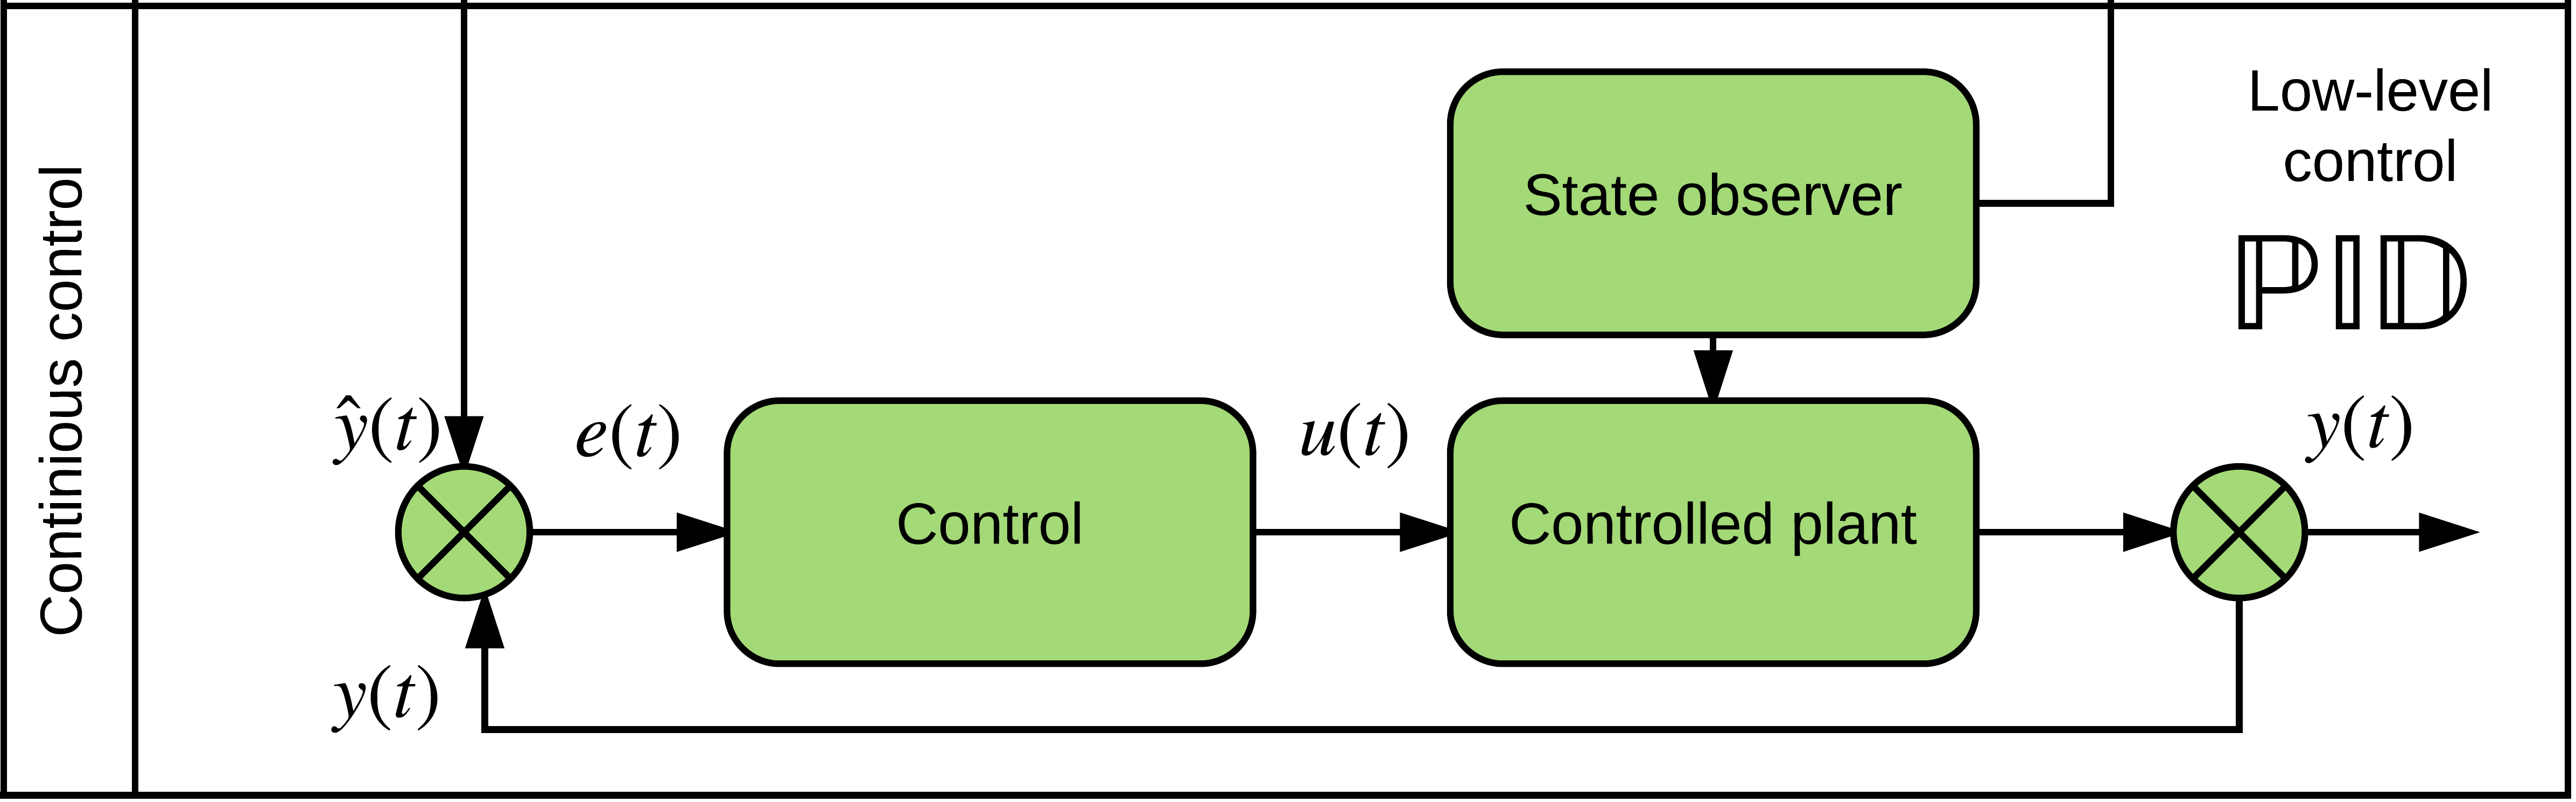 Continious control
Low-level
control
ℙ𝕀𝔻
State observer
ŷ(t)
e(t)
Control
u(t)
Controlled plant
y(t)
y(t)